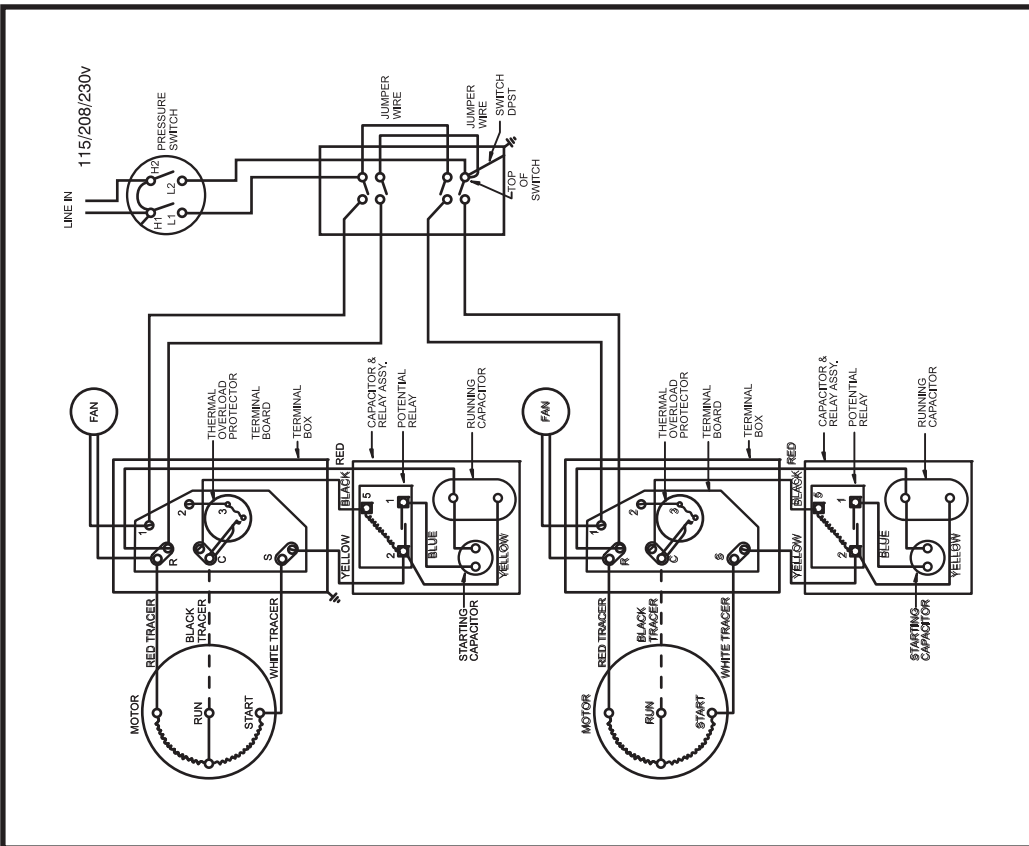 115/208/230v
LINE IN
PRESSURE
SWITCH
H2
L2
H1
L1
JUMPER
WIRE
JUMPER
WIRE
SWITCH
DPST
TOP
OF
SWITCH
FAN
THERMAL
OVERLOAD
PROTECTOR
TERMINAL
BOARD
TERMINAL
BOX
CAPACITOR &
RELAY ASSY.
POTENTIAL
RELAY
RUNNING
CAPACITOR
1
2
3
R
C
S
RED
BLACK
YELLOW
5
1
2
BLUE
YELLOW
STARTING
CAPACITOR
RED TRACER
BLACK
TRACER
WHITE TRACER
MOTOR
RUN
START
FAN
THERMAL
OVERLOAD
PROTECTOR
TERMINAL
BOARD
TERMINAL
BOX
CAPACITOR &
RELAY ASSY.
POTENTIAL
RELAY
RUNNING
CAPACITOR
1
2
3
R
C
S
RED
BLACK
YELLOW
5
1
2
BLUE
YELLOW
STARTING
CAPACITOR
RED TRACER
BLACK
TRACER
WHITE TRACER
MOTOR
RUN
START